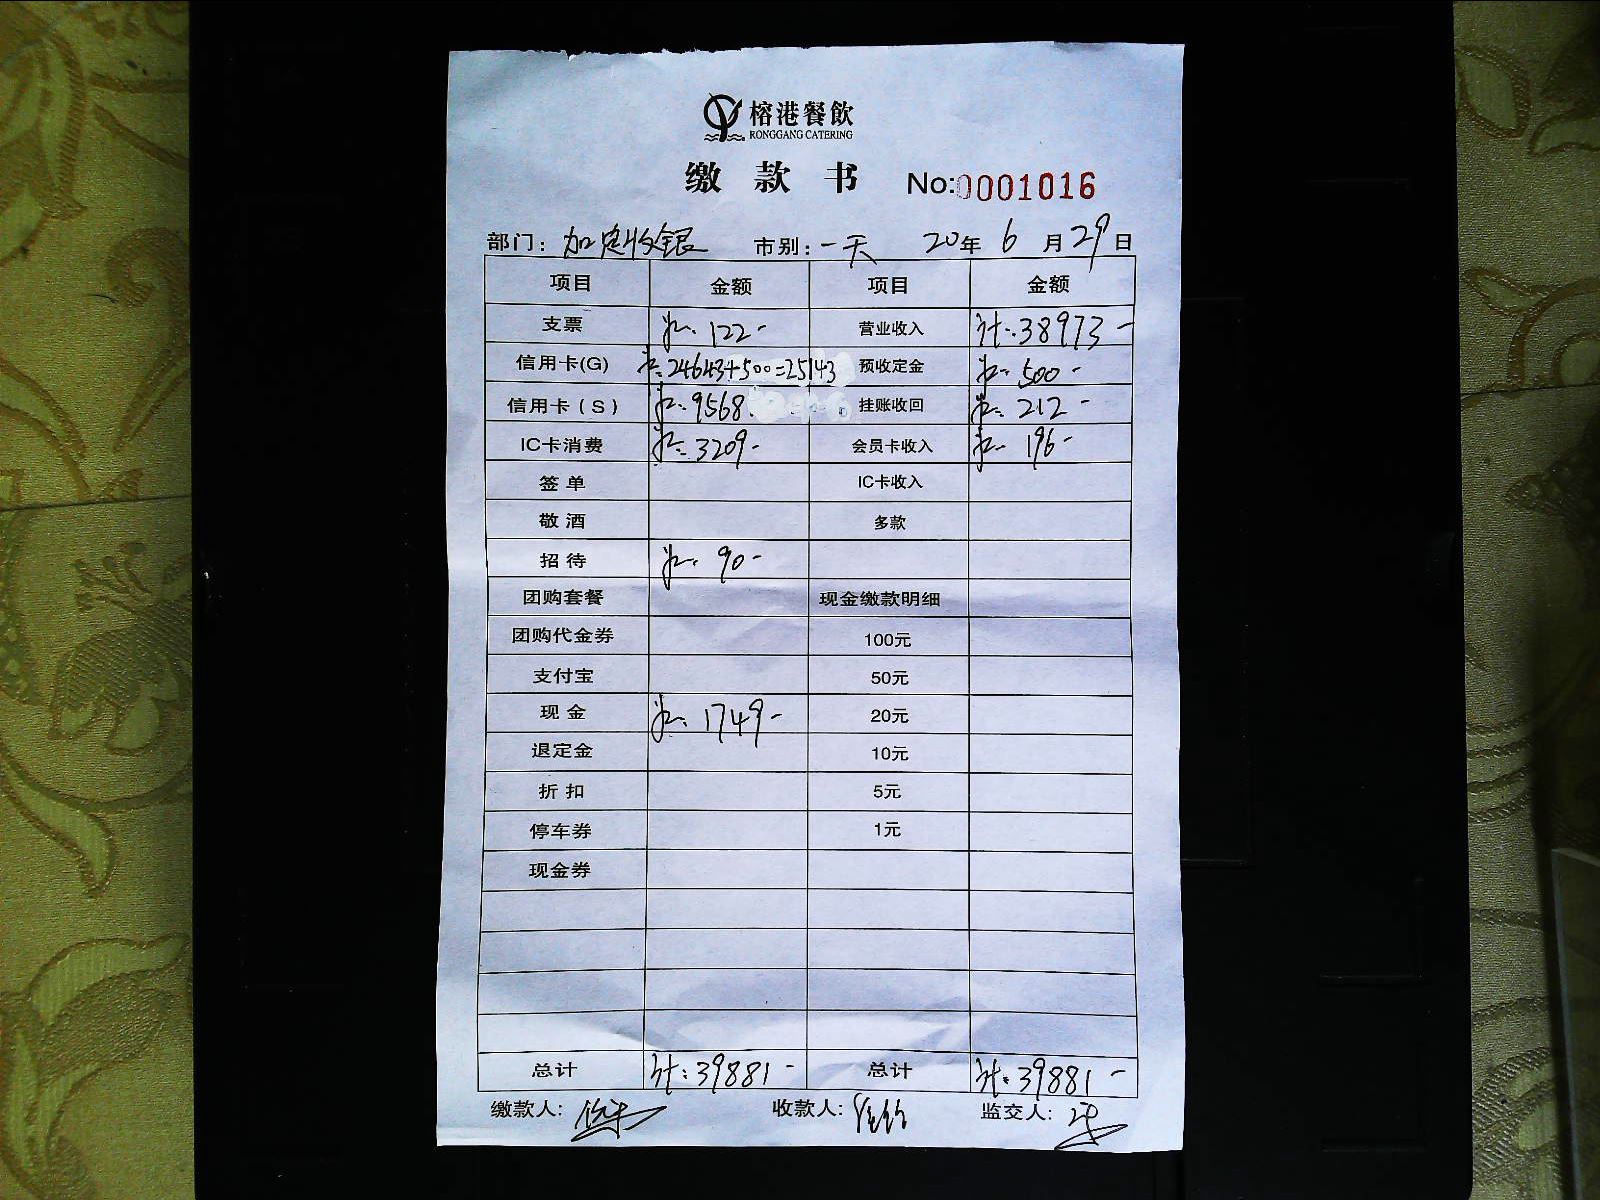 榕港餐飲
RONGGANG CATERING
缴款书 No:0001016
部门: 加定收银 市别: 一天 20年6月29日
项目 金额 项目 金额
支票 122- 营业收入 计:38973-
信用卡(G) 24643+500=25143 预收定金 500-
信用卡(S) 9568 挂账收回 212-
IC卡消费 3209- 会员卡收入 196-
签单 IC卡收入
敬酒 多款
招待 90-
团购套餐 现金缴款明细
团购代金券 100元
支付宝 50元
现金 1749- 20元
退定金 10元
折扣 5元
停车券 1元
现金券
总计 计:39881- 总计 计:39881-
缴款人: 收款人: 监交人: